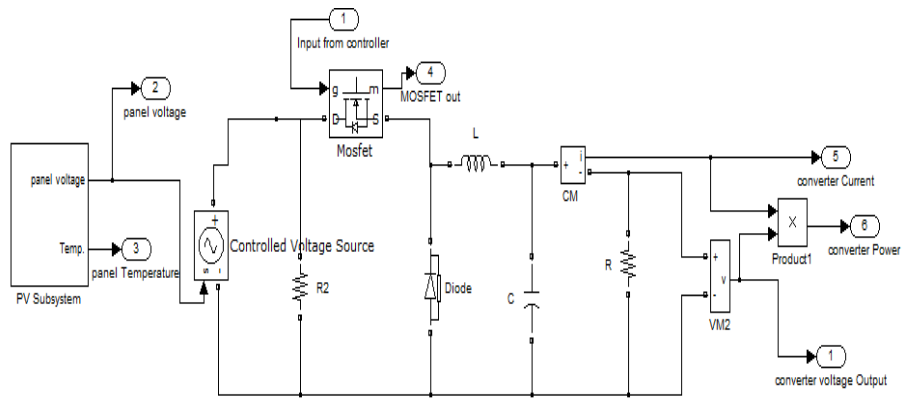 1
Input from controller
2
panel voltage
g m
D S
Mosfet
4
MOSFET out
L
i
+
-
CM
5
converter Current
panel voltage
Temp.
PV Subsystem
3
panel Temperature
+
s -
Controlled Voltage Source
R2
Diode
C
R
+
v
-
VM2
X
Product1
6
converter Power
1
converter voltage Output